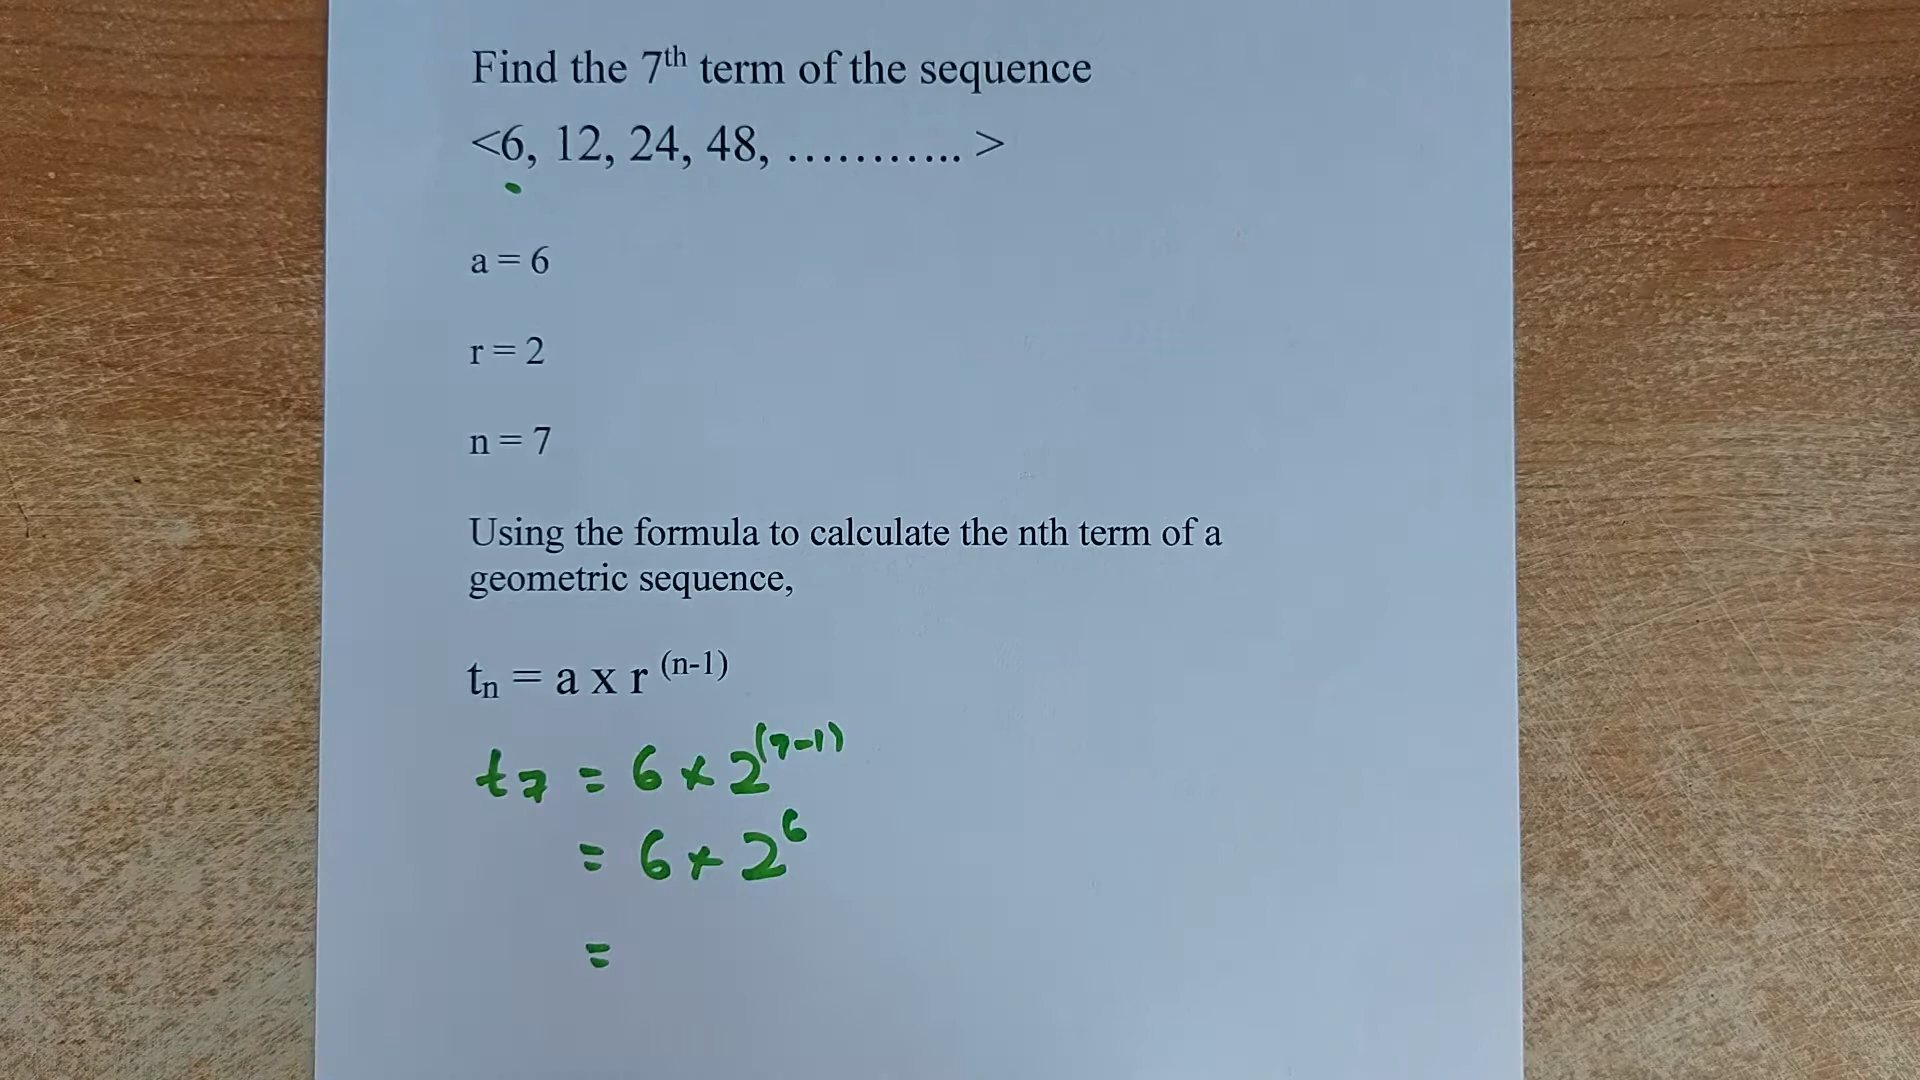 Find the 7th term of the sequence
<6, 12, 24, 48, ……….. >
a = 6
r = 2
n = 7
Using the formula to calculate the nth term of a
geometric sequence,
tn = a x r (n-1)
t7 = 6 × 2(7-1)
= 6 × 2⁶
=